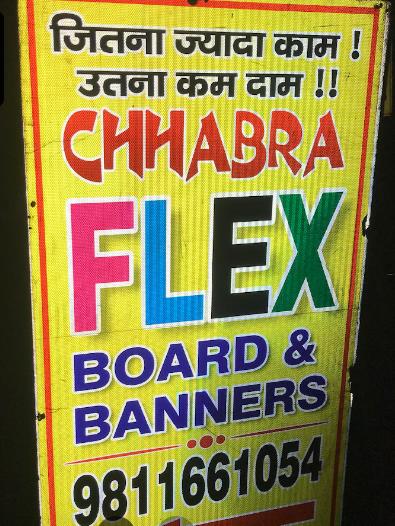 जितना ज्यादा काम !
उतना कम दाम !!
CHHABRA
FLEX
BOARD &
BANNERS
9811661054